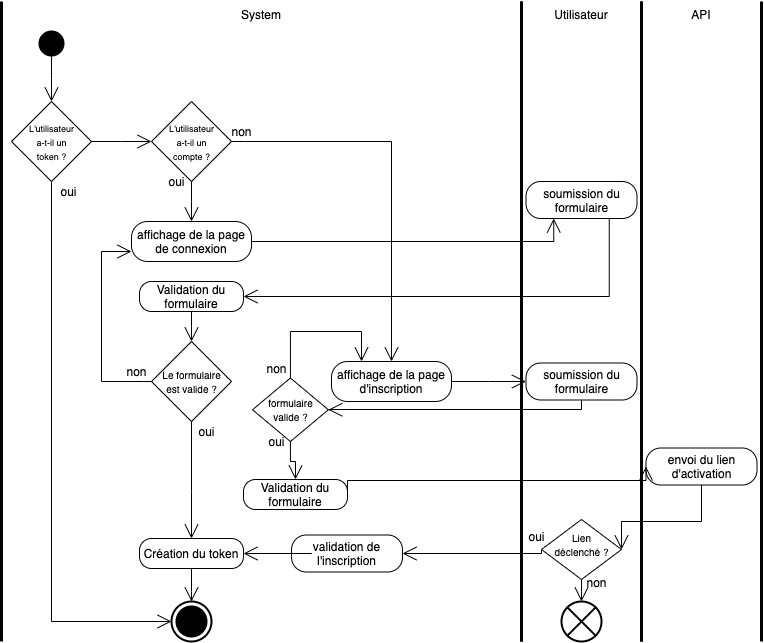 System
Utilisateur
API
L'utilisateur
a-t-il un
token ?
L'utilisateur
a-t-il un
compte ?
non
oui
oui
soumission du
formulaire
affichage de la page
de connexion
Validation du
formulaire
non
Le formulaire
est valide ?
oui
affichage de la page
d'inscription
soumission du
formulaire
non
formulaire
valide ?
oui
Validation du
formulaire
envoi du lien
d'activation
Création du token
validation de
l'inscription
oui
Lien
déclenché ?
non